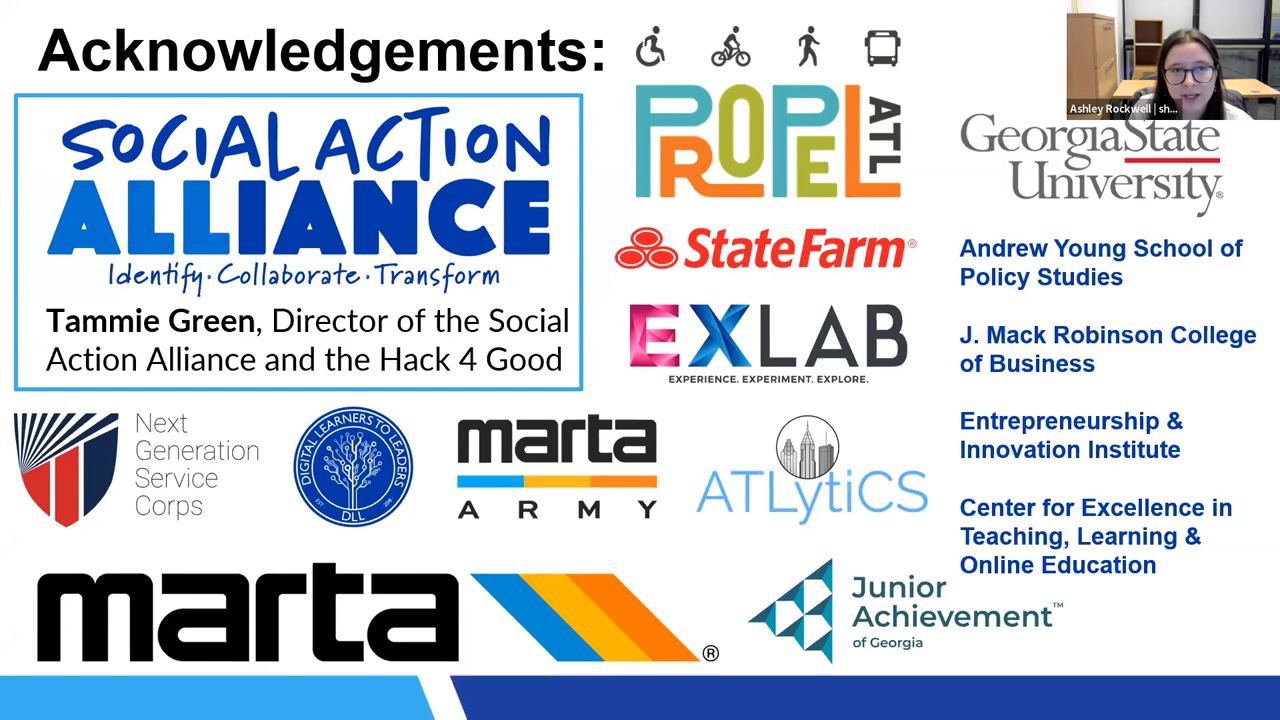 Acknowledgements:
SOCIAL ACTION
ALLIANCE
Identify · Collaborate · Transform
Tammie Green, Director of the Social
Action Alliance and the Hack 4 Good
PROPEL
ATL
StateFarm®
EXLAB
EXPERIENCE. EXPERIMENT. EXPLORE.
Ashley Rockwell | sh...
GeorgiaState
University®
Andrew Young School of
Policy Studies
J. Mack Robinson College
of Business
Entrepreneurship &
Innovation Institute
Center for Excellence in
Teaching, Learning &
Online Education
Next
Generation
Service
Corps
DIGITAL LEARNERS TO LEADERS
DLL
marta
ARMY
ATLytiCS
marta®
Junior
Achievement™
of Georgia